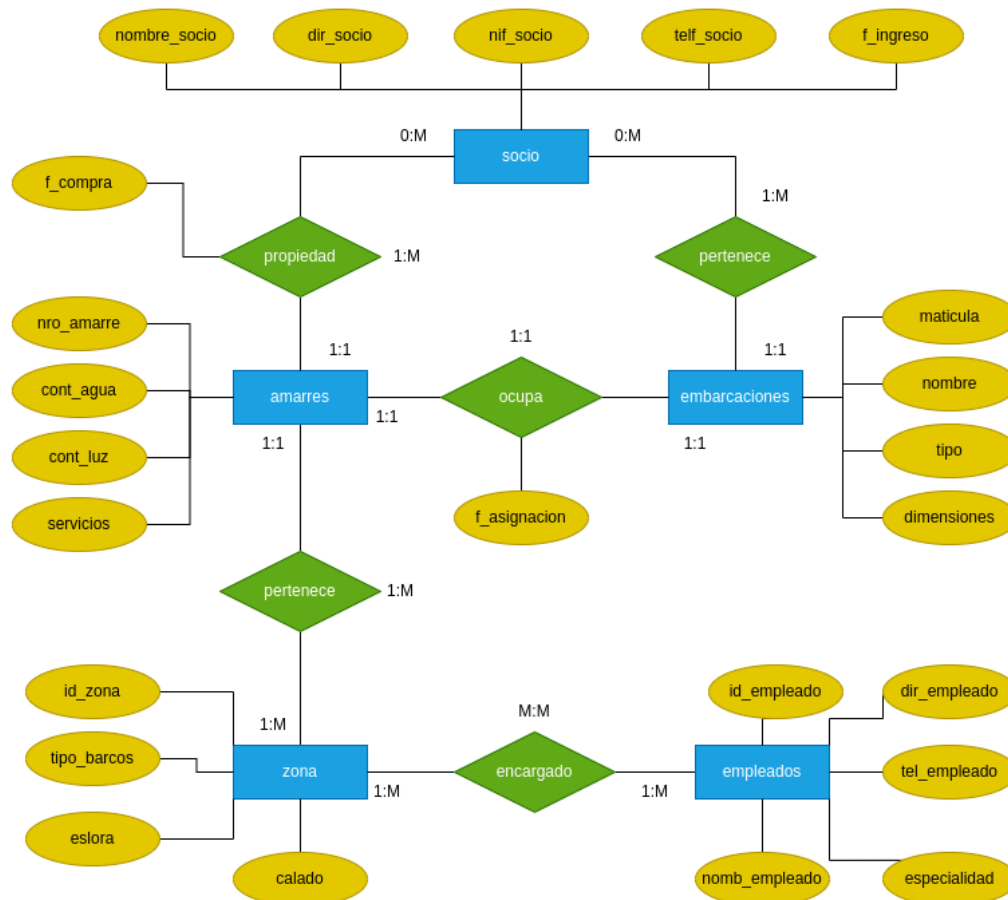 nombre_socio
dir_socio
nif_socio
telf_socio
f_ingreso
0:M
socio
0:M
f_compra
1:M
propiedad
1:M
pertenece
nro_amarre
maticula
1:1
1:1
1:1
cont_agua
amarres
1:1
ocupa
embarcaciones
nombre
1:1
1:1
cont_luz
tipo
servicios
f_asignacion
dimensiones
pertenece
1:M
id_zona
id_empleado
dir_empleado
1:M
M:M
tipo_barcos
zona
1:M
encargado
1:M
empleados
tel_empleado
eslora
calado
nomb_empleado
especialidad